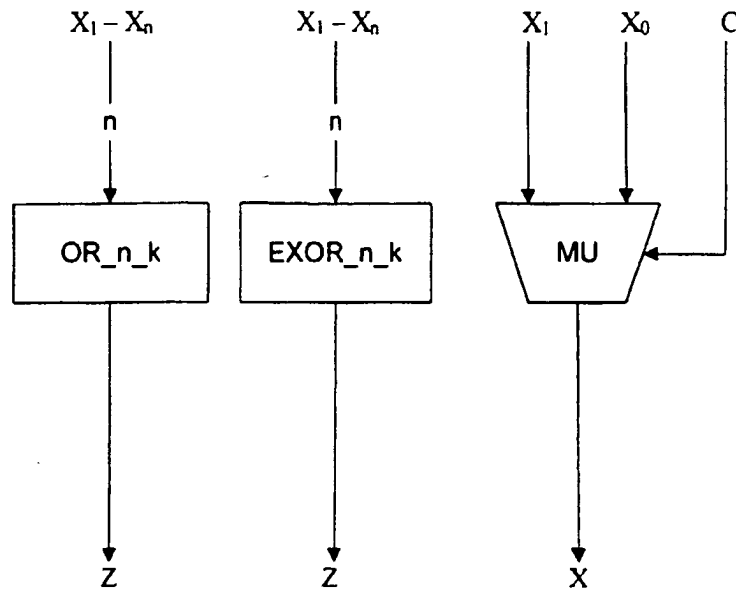 X₁ – Xₙ X₁ – Xₙ X₁ X₀ C
n n
OR_n_k EXOR_n_k MU
Z Z X